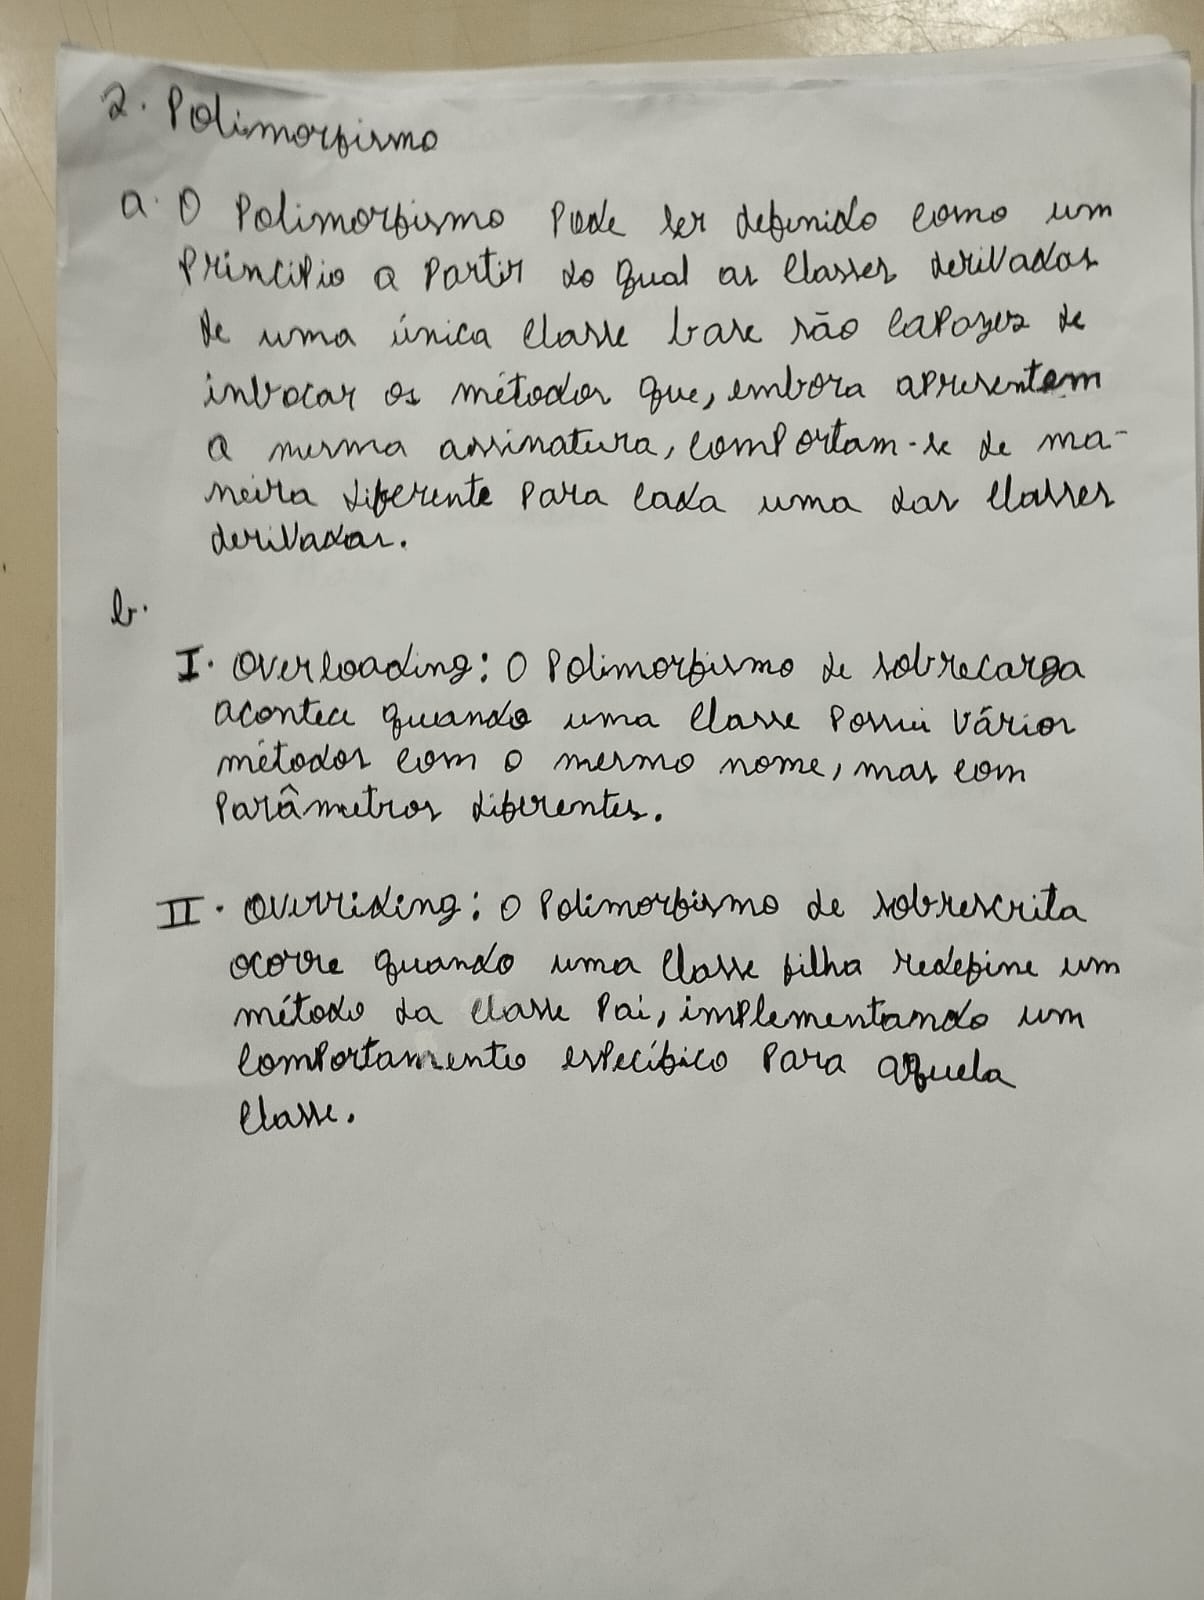 2. Polimorfismo
a. O Polimorfismo Pode ser definido como um
Princípio a Partir do qual as Classes derivadas
de uma única Classe base são capazes de
invocar os métodos que, embora apresentem
a mesma assinatura, comportam-se de ma-
neira diferente para cada uma das Classes
derivadas.
b.
I. Overloading: O Polimorfismo de sobrecarga
acontece quando uma Classe Possui Vários
métodos com o mesmo nome, mas com
Parâmetros diferentes.
II. Overriding: O Polimorfismo de sobrescrita
ocorre quando uma Classe filha redefine um
método da Classe Pai, implementando um
Comportamento específico Para aquela
Classe.